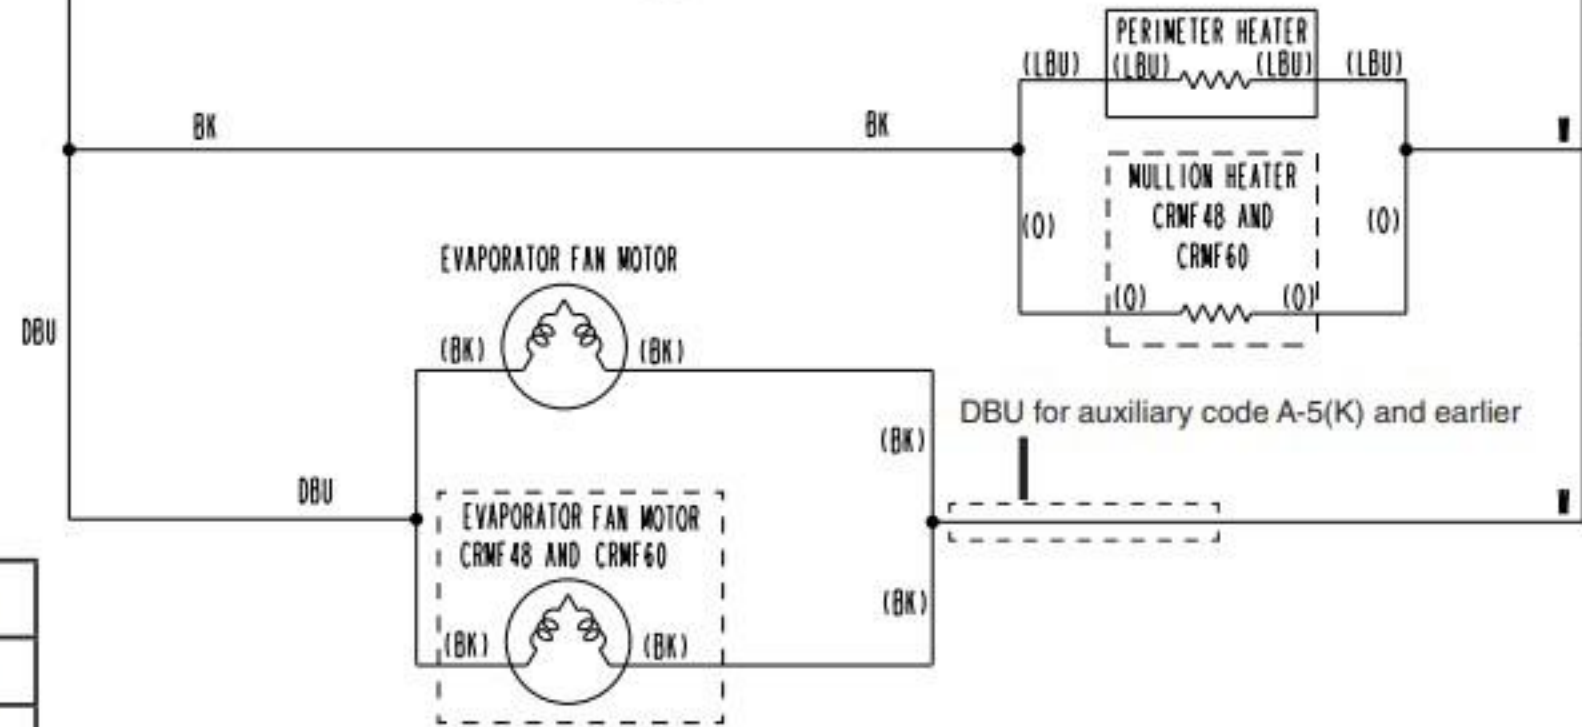 PERIMETER HEATER
(LBU) (LBU) (LBU) (LBU)
BK BK W
MULLION HEATER
CRMF48 AND
CRMF60
(O) (O)
(O) (O)
EVAPORATOR FAN MOTOR
(BK) (BK)
DBU
DBU for auxiliary code A-5(K) and earlier
(BK)
DBU
W
EVAPORATOR FAN MOTOR
CRMF48 AND CRMF60
(BK)
(BK) (BK)